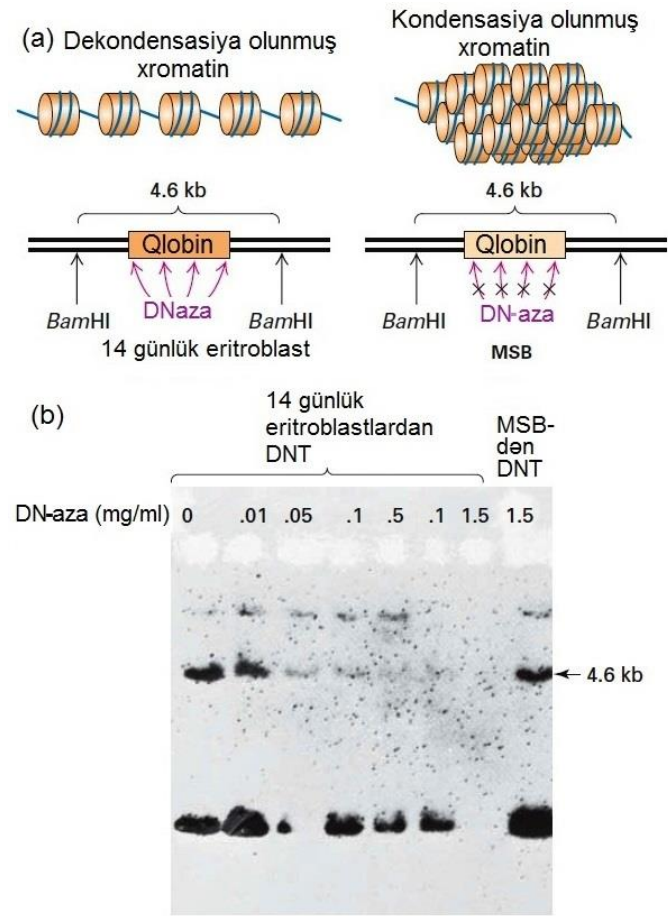 (a) Dekondensasiya olunmuş
xromatin
Kondensasiya olunmuş
xromatin
4.6 kb
4.6 kb
Qlobin
Qlobin
BamHI
DNaza
BamHI
BamHI
DN-aza
BamHI
14 günlük eritroblast
MSB
(b)
14 günlük
eritroblastlardan
DNT
MSB-
dən
DNT
DN-aza (mg/ml) 0 .01 .05 .1 .5 .1 1.5 1.5
4.6 kb